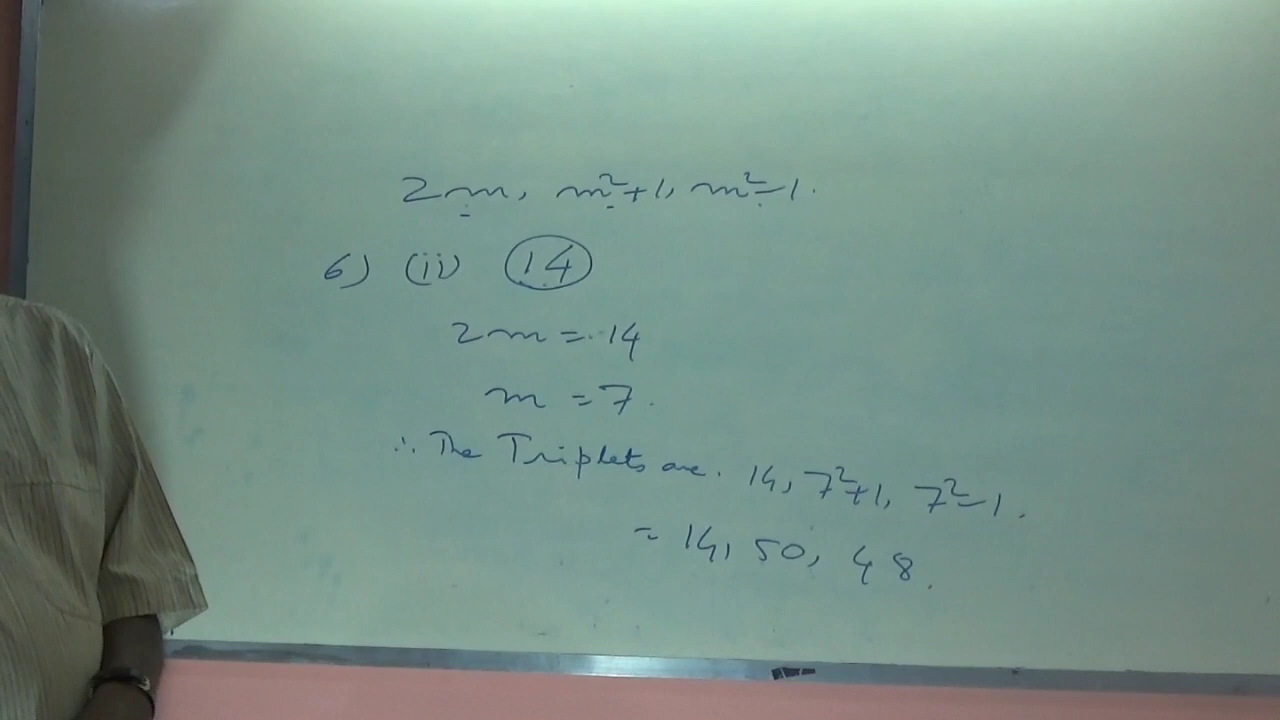 2m, m²+1, m²-1.
6) (ii) 14
2m = 14
m = 7.
∴ The Triplets are. 14, 7²+1, 7²-1.
= 14, 50, 48.